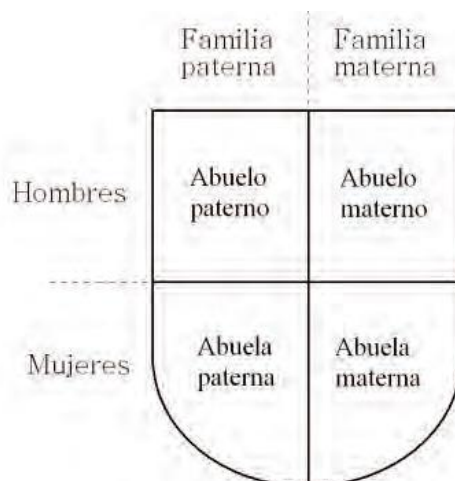 Familia
paterna
Familia
materna
Hombres
Abuelo
paterno
Abuelo
materno
Mujeres
Abuela
paterna
Abuela
materna